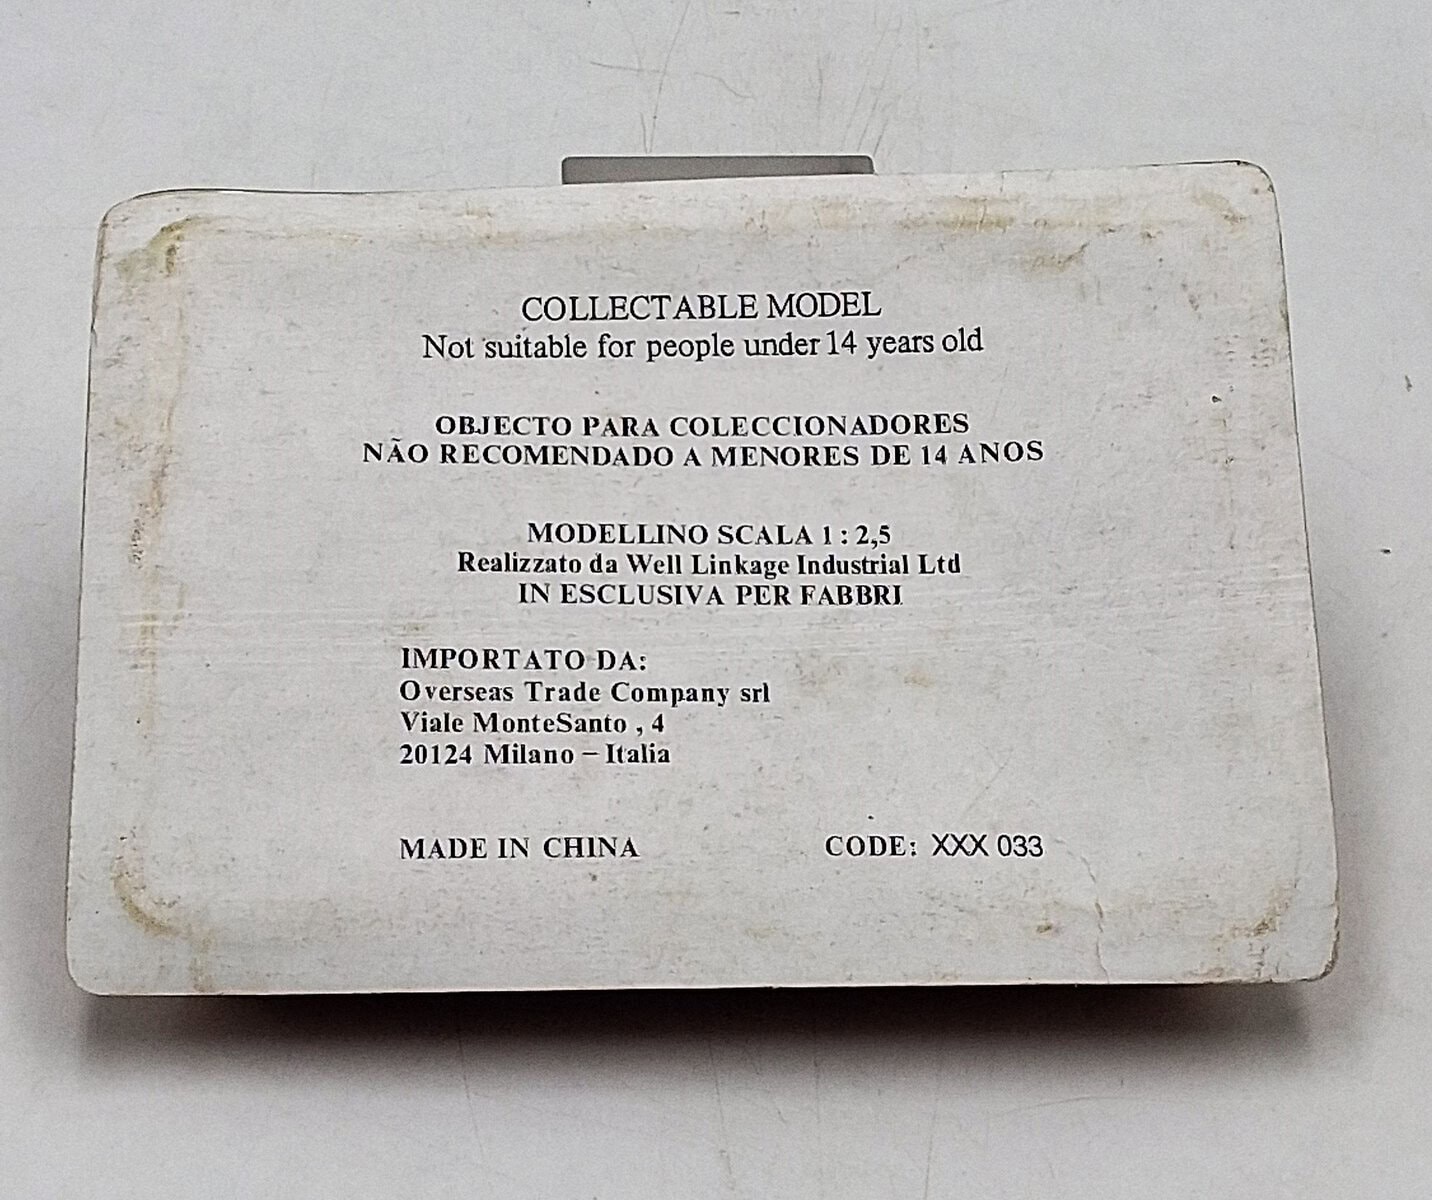 COLLECTABLE MODEL
Not suitable for people under 14 years old
OBJECTO PARA COLECCIONADORES
NÃO RECOMENDADO A MENORES DE 14 ANOS
MODELLINO SCALA 1 : 2,5
Realizzato da Well Linkage Industrial Ltd
IN ESCLUSIVA PER FABBRI
IMPORTATO DA:
Overseas Trade Company srl
Viale MonteSanto , 4
20124 Milano – Italia
MADE IN CHINA
CODE: XXX 033